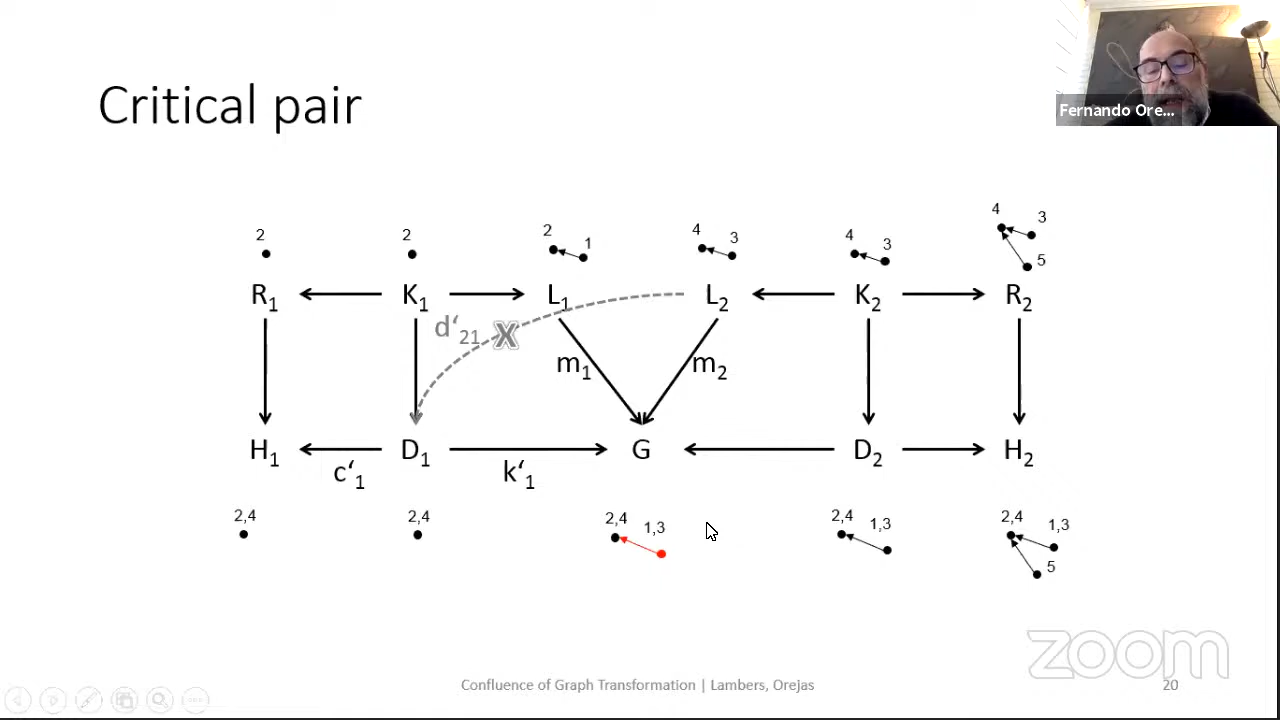 Critical pair
Fernando Ore...
2 2 2 1 4 3 4 3 4 3 5
R1 K1 L1 L2 K2 R2
d‘21 X
m1 m2
H1 D1 G D2 H2
c‘1 k‘1
2,4 2,4 2,4 1,3 2,4 1,3 2,4 1,3 5
zoom
Confluence of Graph Transformation | Lambers, Orejas 20